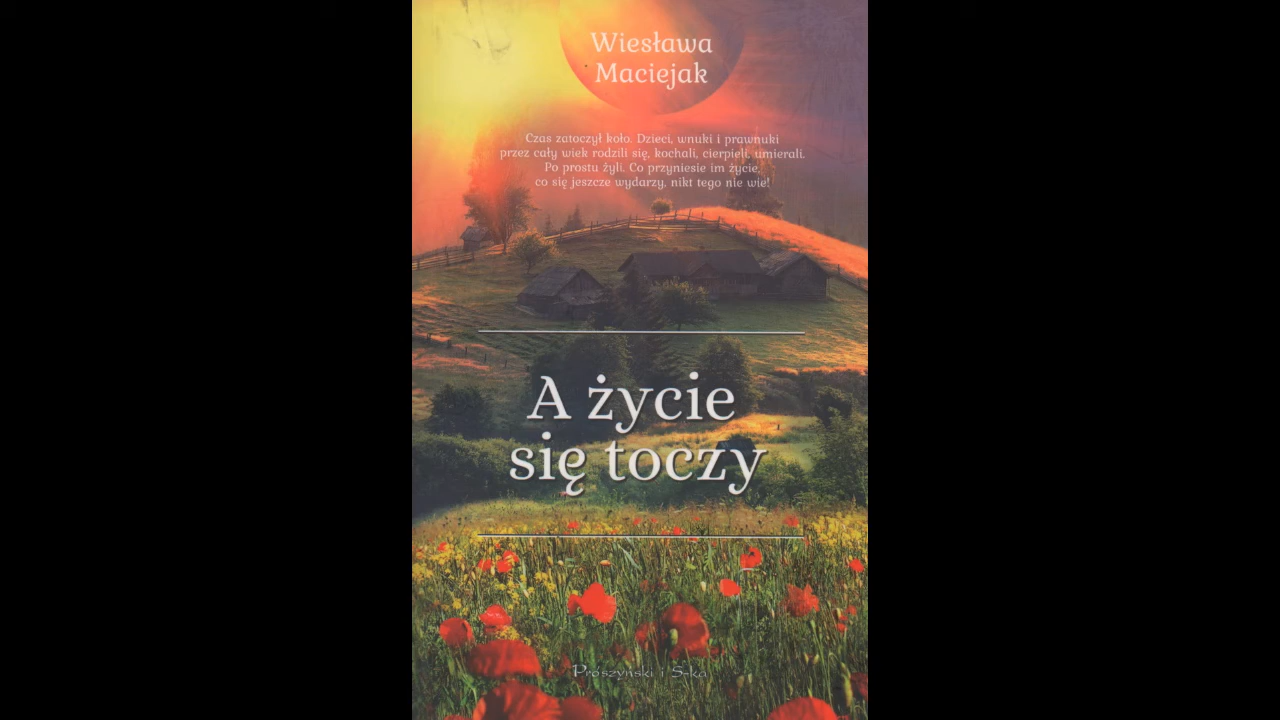 Wiesława
Maciejak
Czas zatoczył koło. Dzieci, wnuki i prawnuki
przez cały wiek rodzili się, kochali, cierpieli, umierali.
Po prostu żyli. Co przyniesie im życie,
co się jeszcze wydarzy, nikt tego nie wie!
A życie
się toczy
Prószyński i S-ka